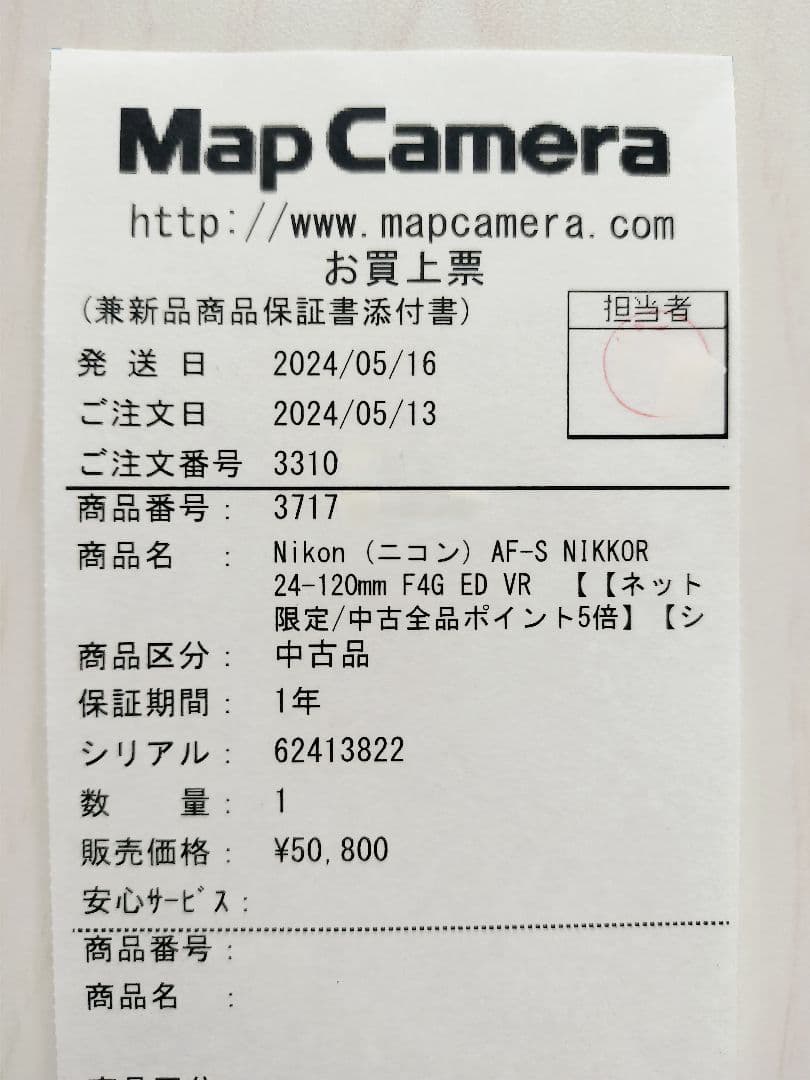 Map Camera
http://www.mapcamera.com
お買上票
(兼新品商品保証書添付書)
担当者
発 送 日 2024/05/16
ご注文日 2024/05/13
ご注文番号 3310
商品番号: 3717
商品名 : Nikon (ニコン) AF-S NIKKOR
24-120mm F4G ED VR 【【ネット
限定/中古全品ポイント5倍】【シ
商品区分: 中古品
保証期間: 1年
シリアル: 62413822
数 量: 1
販売価格: ¥50,800
安心ｻｰﾋﾞｽ:
商品番号:
商品名 :